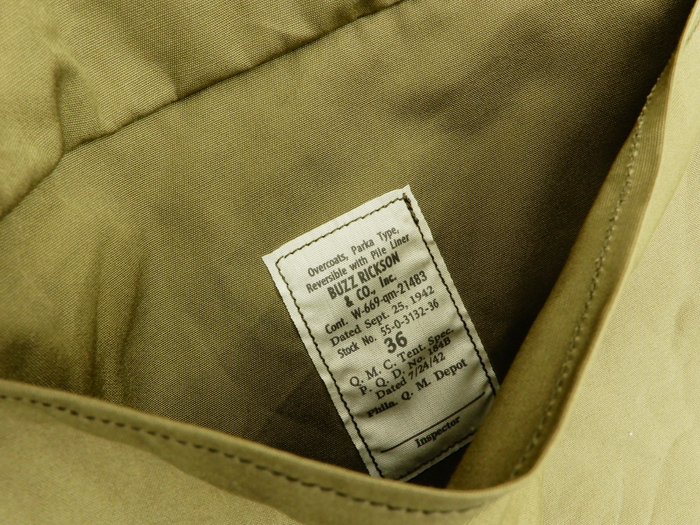 Overcoats, Parka Type,
Reversible with Pile Liner
BUZZ RICKSON
& CO., Inc.
Cont. W-669-qm-21483
Dated Sept. 25, 1942
Stock No. 55-O-3132-36
36
Q. M. C. Tent. Spec.
P. Q. D. No. 184B
Dated 7/24/42
Phila. Q. M. Depot
Inspector